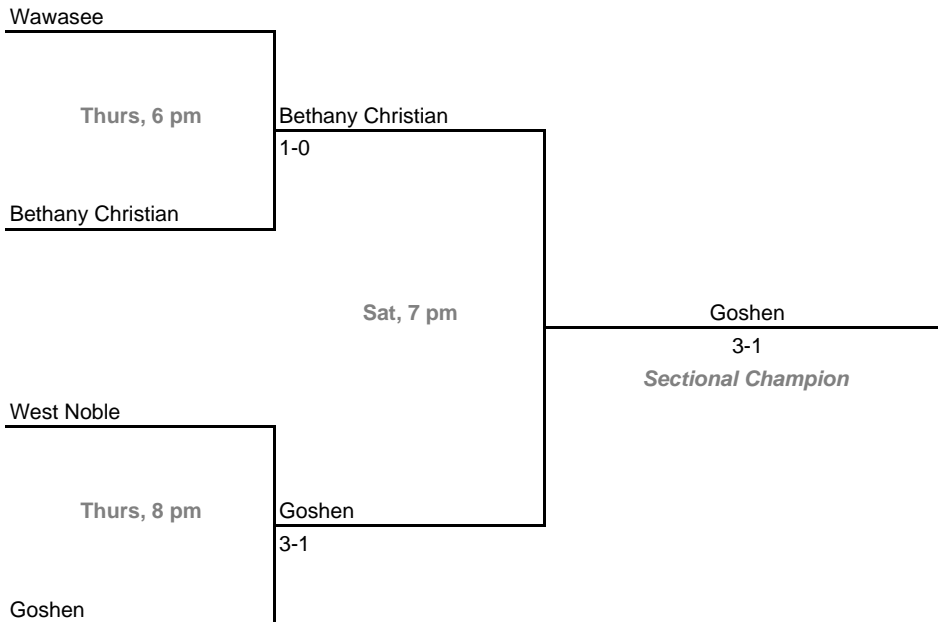 Wawasee
Thurs, 6 pm
Bethany Christian
1-0
Bethany Christian
Sat, 7 pm
Goshen
3-1
Sectional Champion
West Noble
Thurs, 8 pm
Goshen
3-1
Goshen